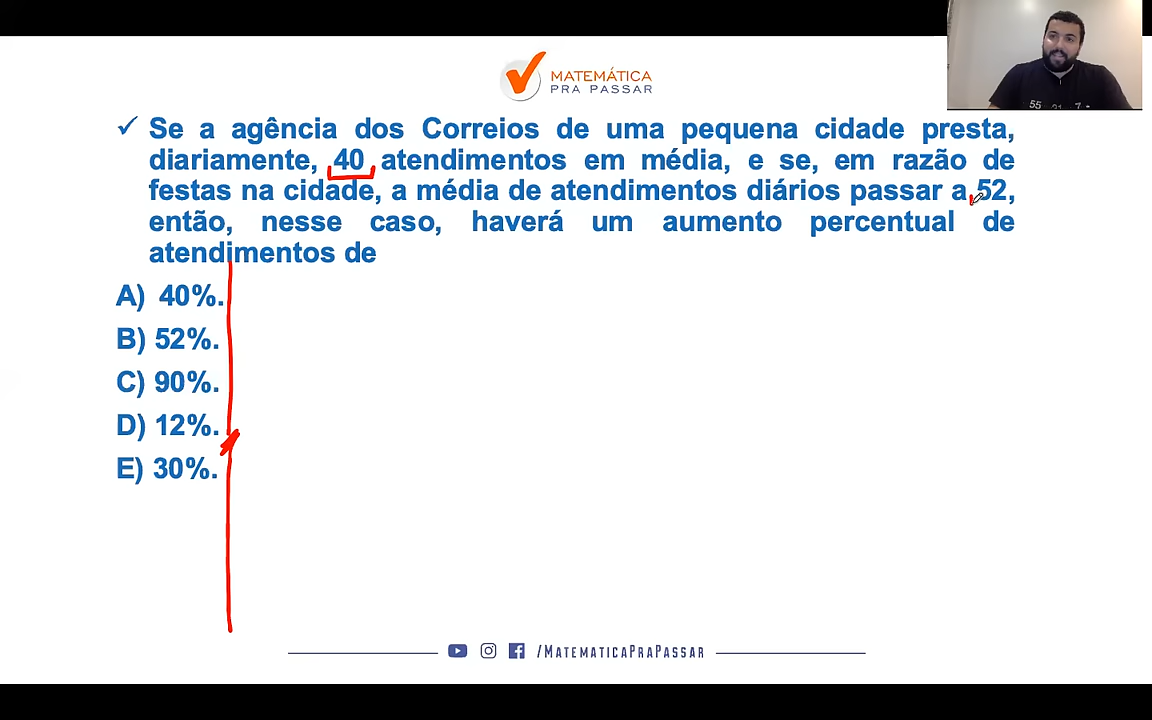 MATEMÁTICA
PRA PASSAR
Se a agência dos Correios de uma pequena cidade presta,
diariamente, 40 atendimentos em média, e se, em razão de
festas na cidade, a média de atendimentos diários passar a 52,
então, nesse caso, haverá um aumento percentual de
atendimentos de
A) 40%.
B) 52%.
C) 90%.
D) 12%.
E) 30%.
/MATEMATICAPRAPASSAR